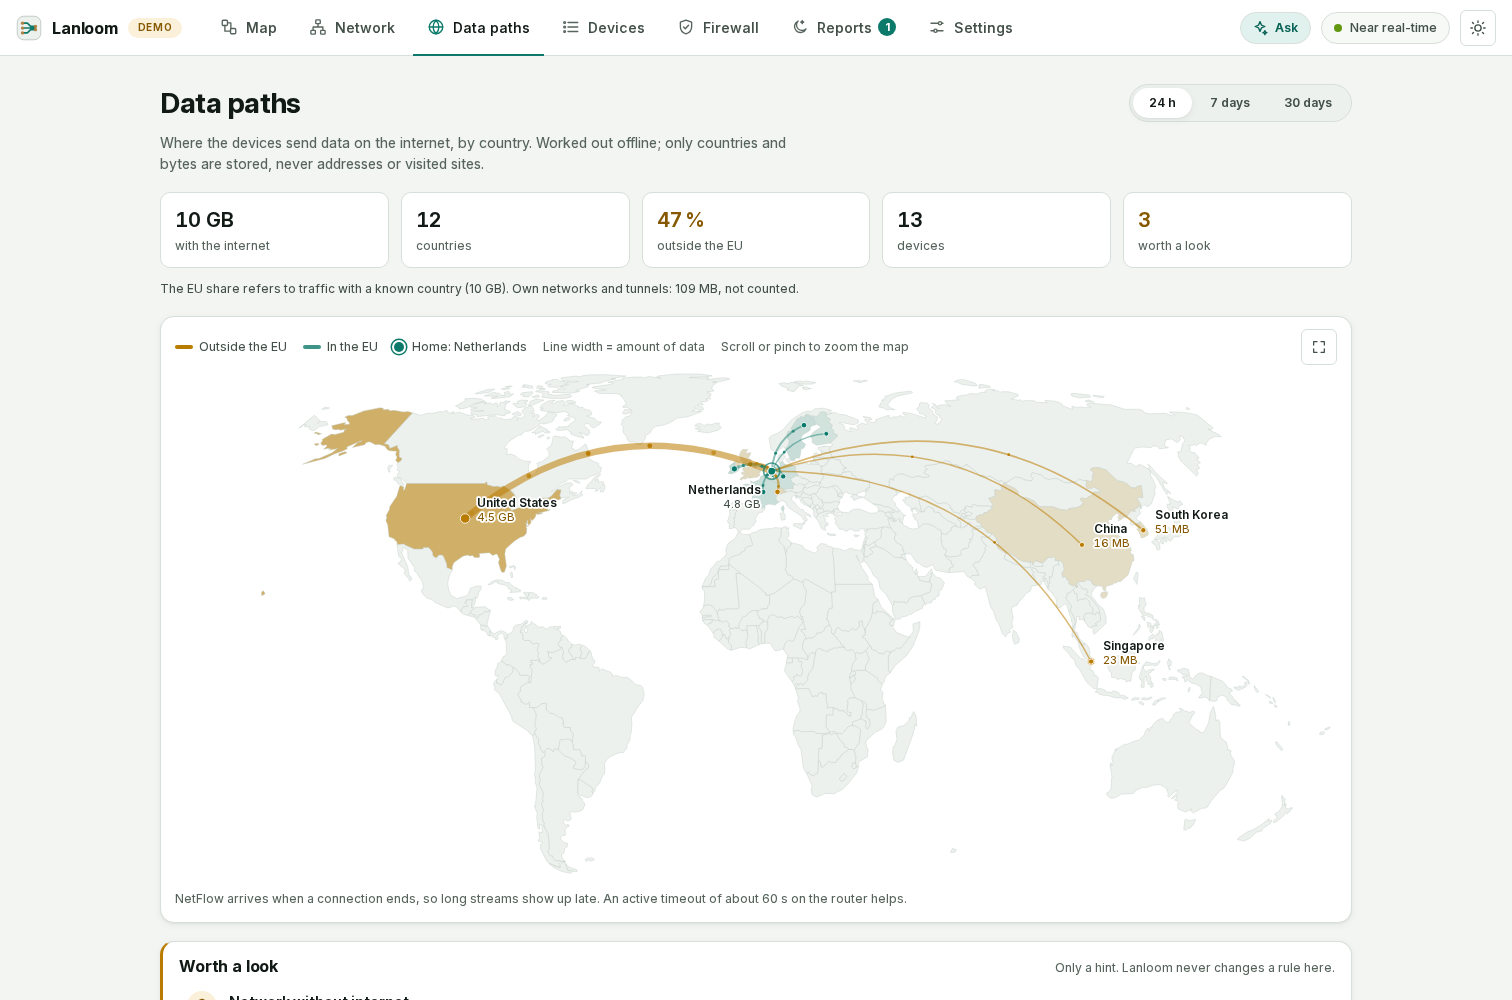 Lanloom DEMO Map Network Data paths Devices Firewall Reports 1 Settings Ask Near real-time
Data paths
24 h 7 days 30 days
Where the devices send data on the internet, by country. Worked out offline; only countries and
bytes are stored, never addresses or visited sites.
10 GB
with the internet
12
countries
47 %
outside the EU
13
devices
3
worth a look
The EU share refers to traffic with a known country (10 GB). Own networks and tunnels: 109 MB, not counted.
Outside the EU In the EU Home: Netherlands Line width = amount of data Scroll or pinch to zoom the map
United States
4.5 GB
Netherlands
4.8 GB
South Korea
51 MB
China
16 MB
Singapore
23 MB
NetFlow arrives when a connection ends, so long streams show up late. An active timeout of about 60 s on the router helps.
Worth a look
Only a hint. Lanloom never changes a rule here.
Network without internet